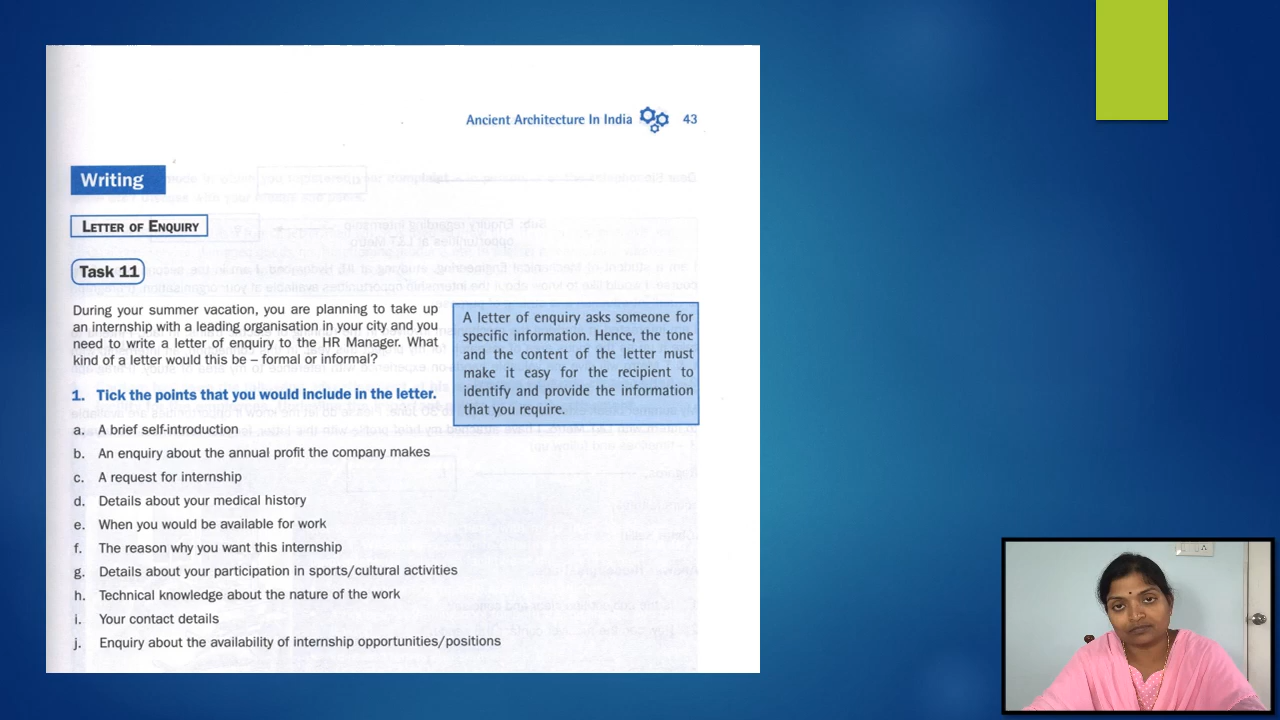 Ancient Architecture In India 43
Writing
LETTER OF ENQUIRY
Task 11
During your summer vacation, you are planning to take up
an internship with a leading organisation in your city and you
need to write a letter of enquiry to the HR Manager. What
kind of a letter would this be – formal or informal?
A letter of enquiry asks someone for
specific information. Hence, the tone
and the content of the letter must
make it easy for the recipient to
identify and provide the information
that you require.
1. Tick the points that you would include in the letter.
a. A brief self-introduction
b. An enquiry about the annual profit the company makes
c. A request for internship
d. Details about your medical history
e. When you would be available for work
f. The reason why you want this internship
g. Details about your participation in sports/cultural activities
h. Technical knowledge about the nature of the work
i. Your contact details
j. Enquiry about the availability of internship opportunities/positions